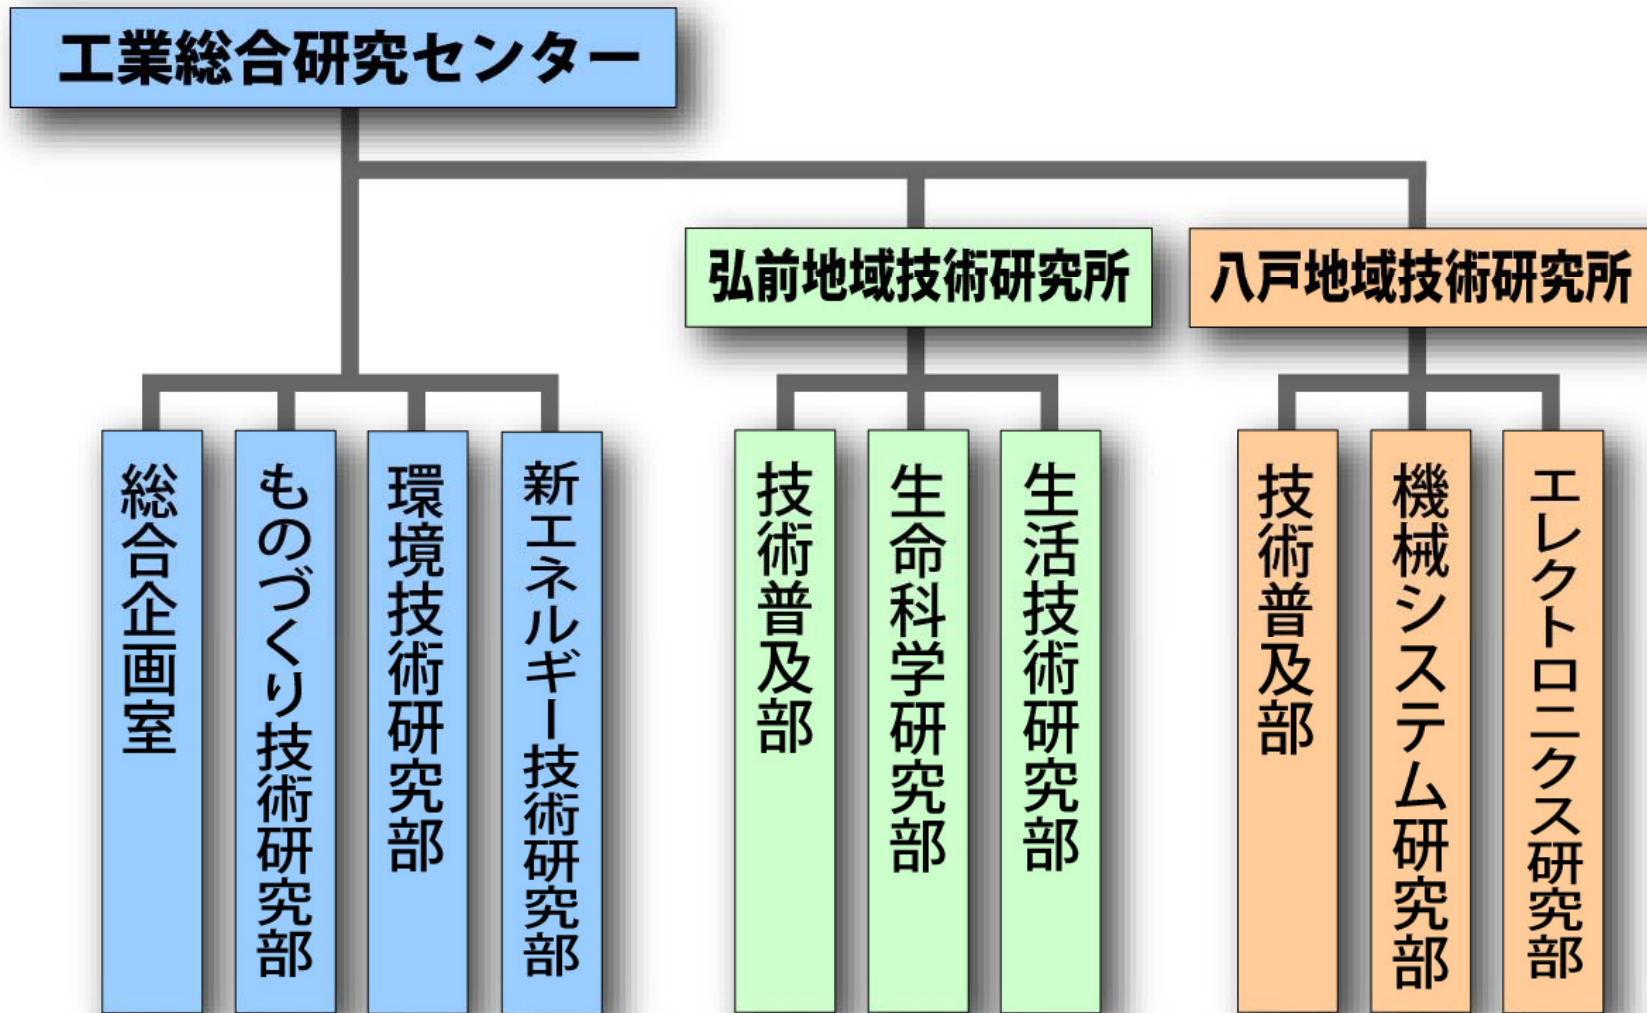 工業総合研究センター
弘前地域技術研究所
八戸地域技術研究所
総合企画室
ものづくり技術研究部
環境技術研究部
新エネルギー技術研究部
技術普及部
生命科学研究部
生活技術研究部
技術普及部
機械システム研究部
エレクトロニクス研究部